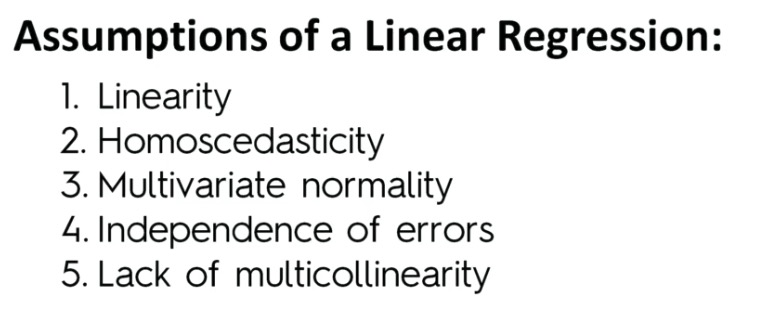 Assumptions of a Linear Regression:
1. Linearity
2. Homoscedasticity
3. Multivariate normality
4. Independence of errors
5. Lack of multicollinearity